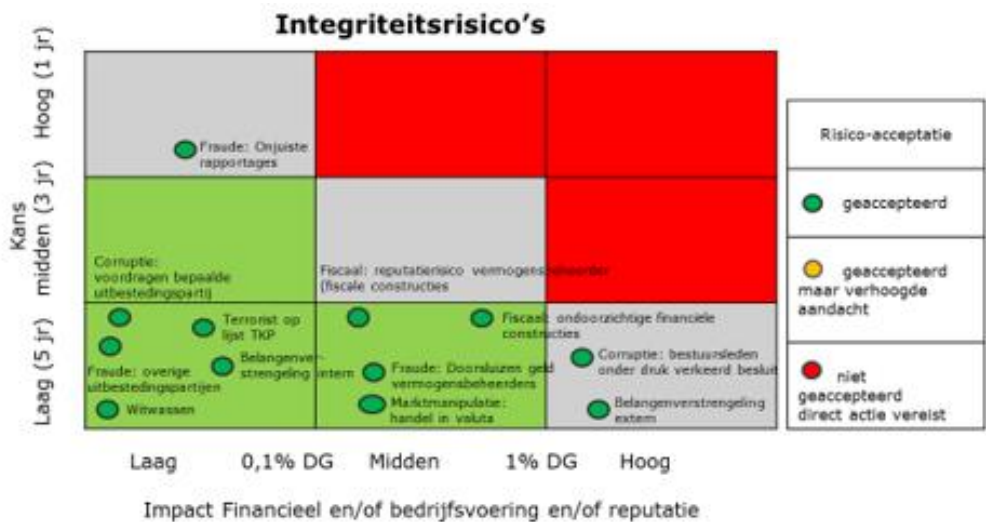 Integriteitsrisico's
Kans
Hoog (1 jr)
midden (3 jr)
Laag (5 jr)
Fraude: Onjuiste
rapportages
Corruptie:
voordragen bepaalde
uitbestedingspartij
Fiscaal: reputatierisico vermogensbeheerder
(fiscale constructies
Terrorist op
lijst TKP
Belangenver-
strengeling intern
Fraude: overige
uitbestedingspartijen
Witwassen
Fiscaal: ondoorzichtige financiële
constructies
Fraude: Doorsluizen geld
vermogensbeheerders
Marktmanipulatie:
handel in valuta
Corruptie: bestuursleden
onder druk verkeerd besluit
Belangenverstrengeling
extern
Laag 0,1% DG Midden 1% DG Hoog
Impact Financieel en/of bedrijfsvoering en/of reputatie
Risico-acceptatie
geaccepteerd
geaccepteerd
maar verhoogde
aandacht
niet
geaccepteerd
direct actie vereist